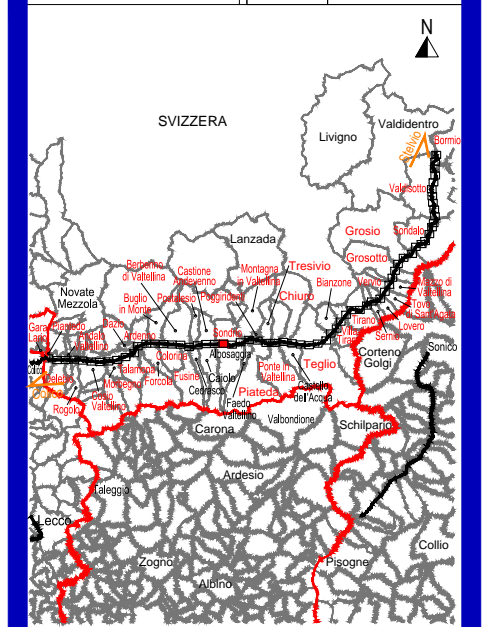 N
SVIZZERA
Livigno
Valdidentro
Stelvio
Bormio
Valdisotto
Grosio
Sondalo
Grosotto
Lanzada
Tresivio
Montagna
in Valtellina
Chiuro
Bianzone
Vervio
Mazzo di
Valtellina
Tovo
di Sant'Agata
Lovero
Sernio
Tirano
Villa di
Tirano
Berbenno
di Valtellina
Castione
Andevenno
Postalesio
Poggiridenti
Buglio
in Monte
Novate
Mezzola
Dazio
Ardenno
Sondrio
Gera
Lario
Piantedo
Andalo
Valtellino
Colico
Delebio
Rogolo
Cosio
Valtellino
Morbegno
Talamona
Forcola
Colorina
Fusine
Cedrasco
Caiolo
Albosaggia
Faedo
Valtellino
Piateda
Ponte in
Valtellina
Teglio
Castello
dell'Acqua
Corteno
Golgi
Sonico
Carona
Valbondione
Schilpario
Ardesio
Taleggio
Lecco
Zogno
Albino
Pisogne
Collio